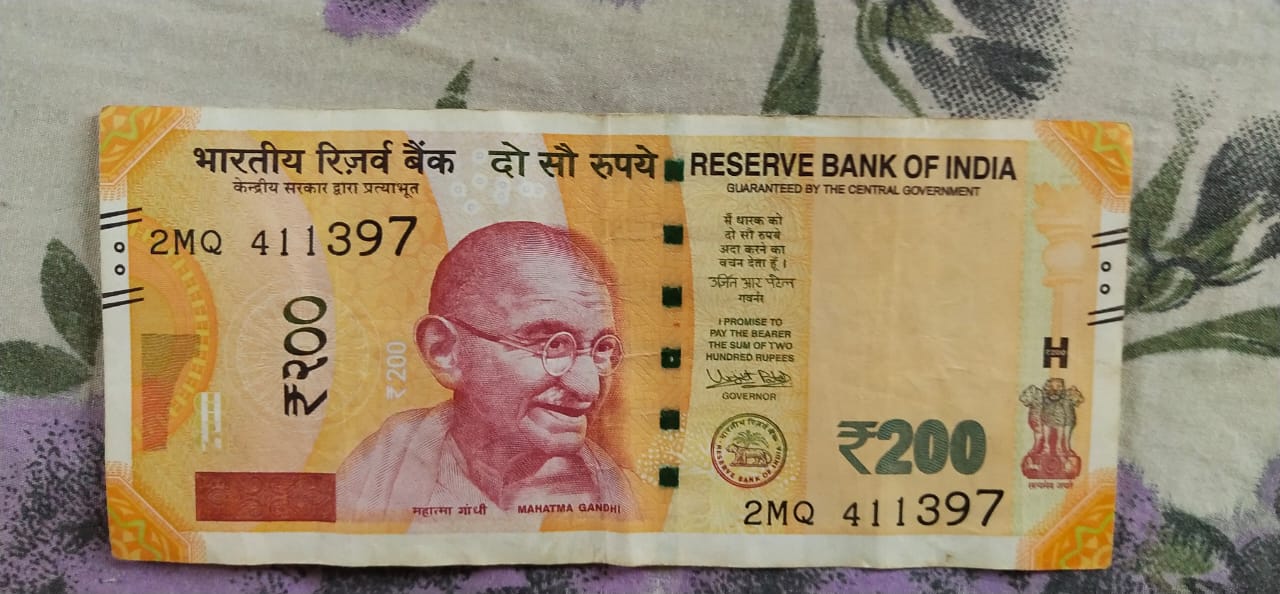 भारतीय रिज़र्व बैंक दो सौ रुपये
केन्द्रीय सरकार द्वारा प्रत्याभूत
RESERVE BANK OF INDIA
GUARANTEED BY THE CENTRAL GOVERNMENT
2MQ 411397
₹२००
₹200
मैं धारक को
दो सौ रुपये
अदा करने का
वचन देता हूँ।
उर्जित आर पटेल
गवर्नर
I PROMISE TO
PAY THE BEARER
THE SUM OF TWO
HUNDRED RUPEES
GOVERNOR
भारतीय रिज़र्व बैंक
RESERVE BANK OF INDIA
महात्मा गांधी MAHATMA GANDHI
₹200
2MQ 411397
सत्यमेव जयते